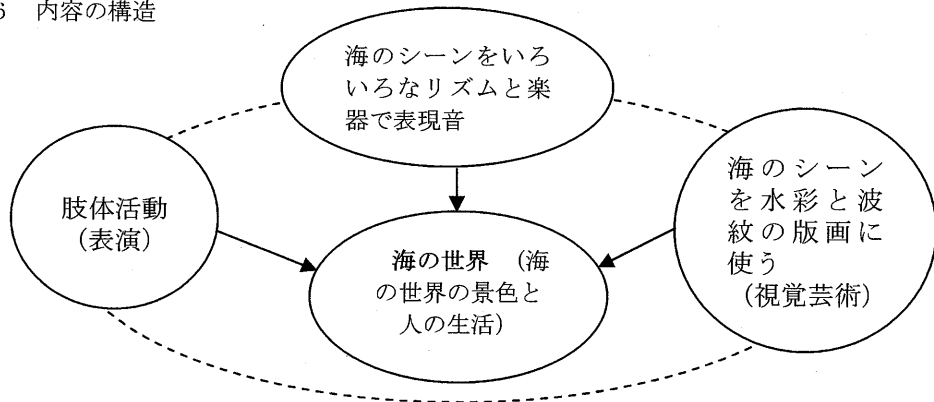 6 内容の構造
海のシーンをいろ
いろなリズムと楽
器で表現音
肢体活動
(表演)
海の世界 (海
の世界の景色と
人の生活)
海のシーン
を水彩と波
紋の版画に
使う
(視覚芸術)